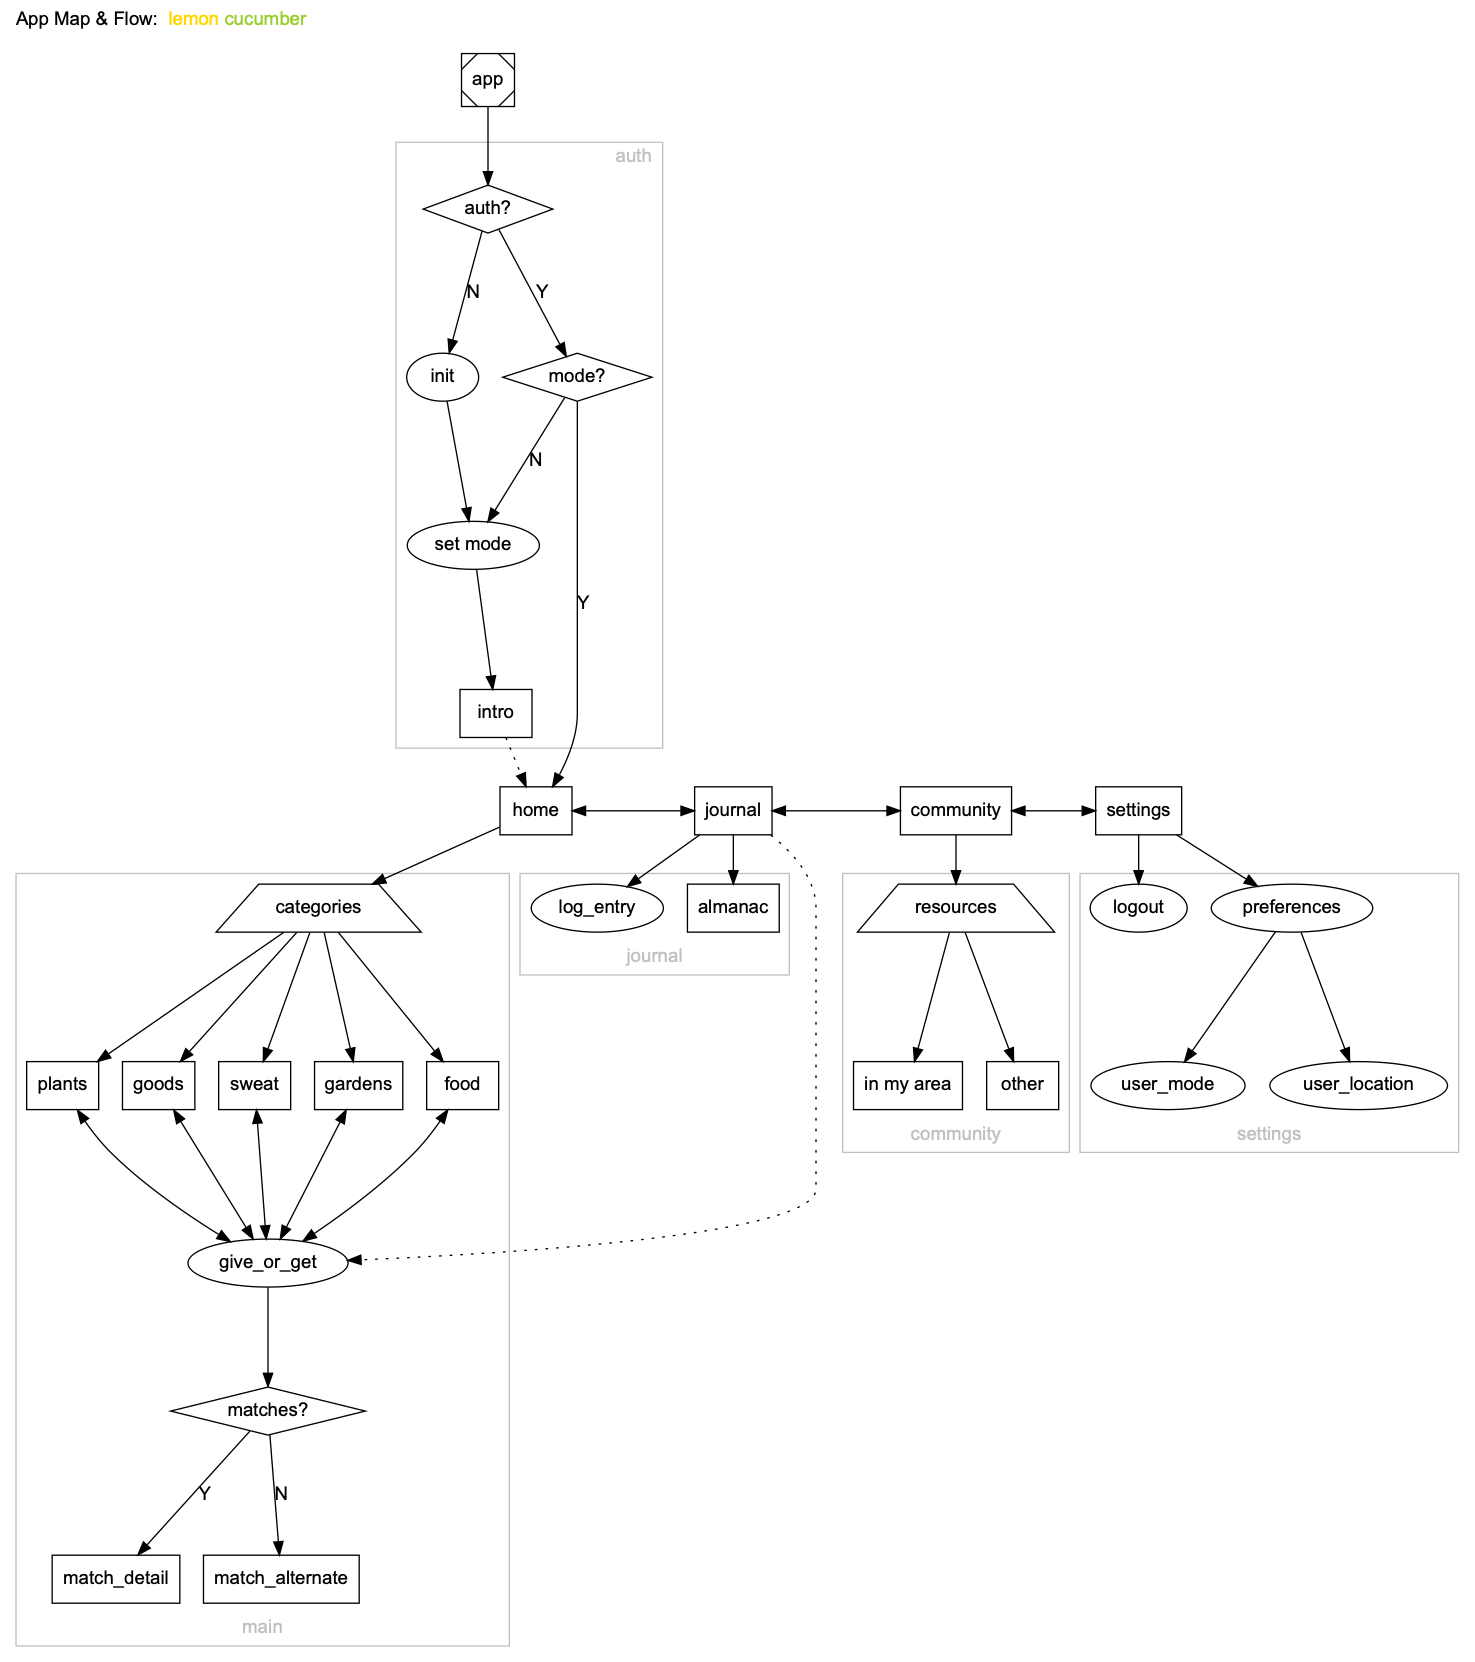 App Map & Flow: lemon cucumber
app
auth
auth?
N
Y
init
mode?
N
set mode
Y
intro
home
journal
community
settings
categories
log_entry
almanac
resources
logout
preferences
journal
plants
goods
sweat
gardens
food
in my area
other
user_mode
user_location
community
settings
give_or_get
matches?
Y
N
match_detail
match_alternate
main